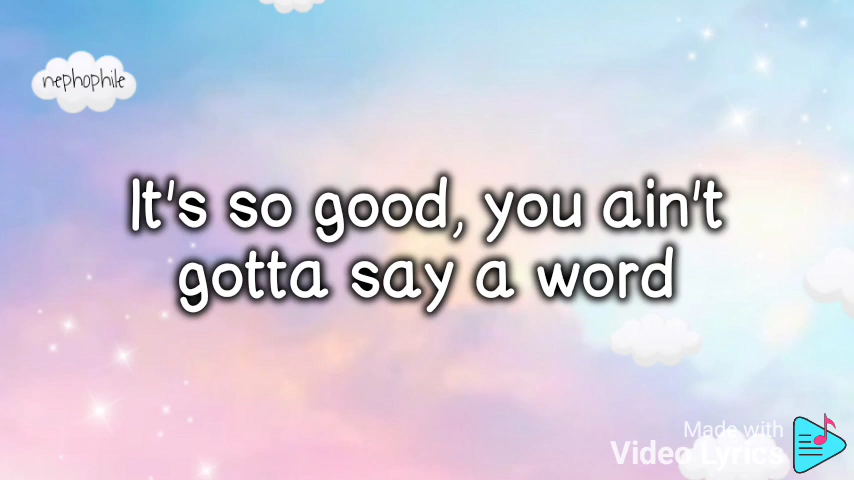 nephophile
It's so good, you ain't
gotta say a word
Made with
Video Lyrics